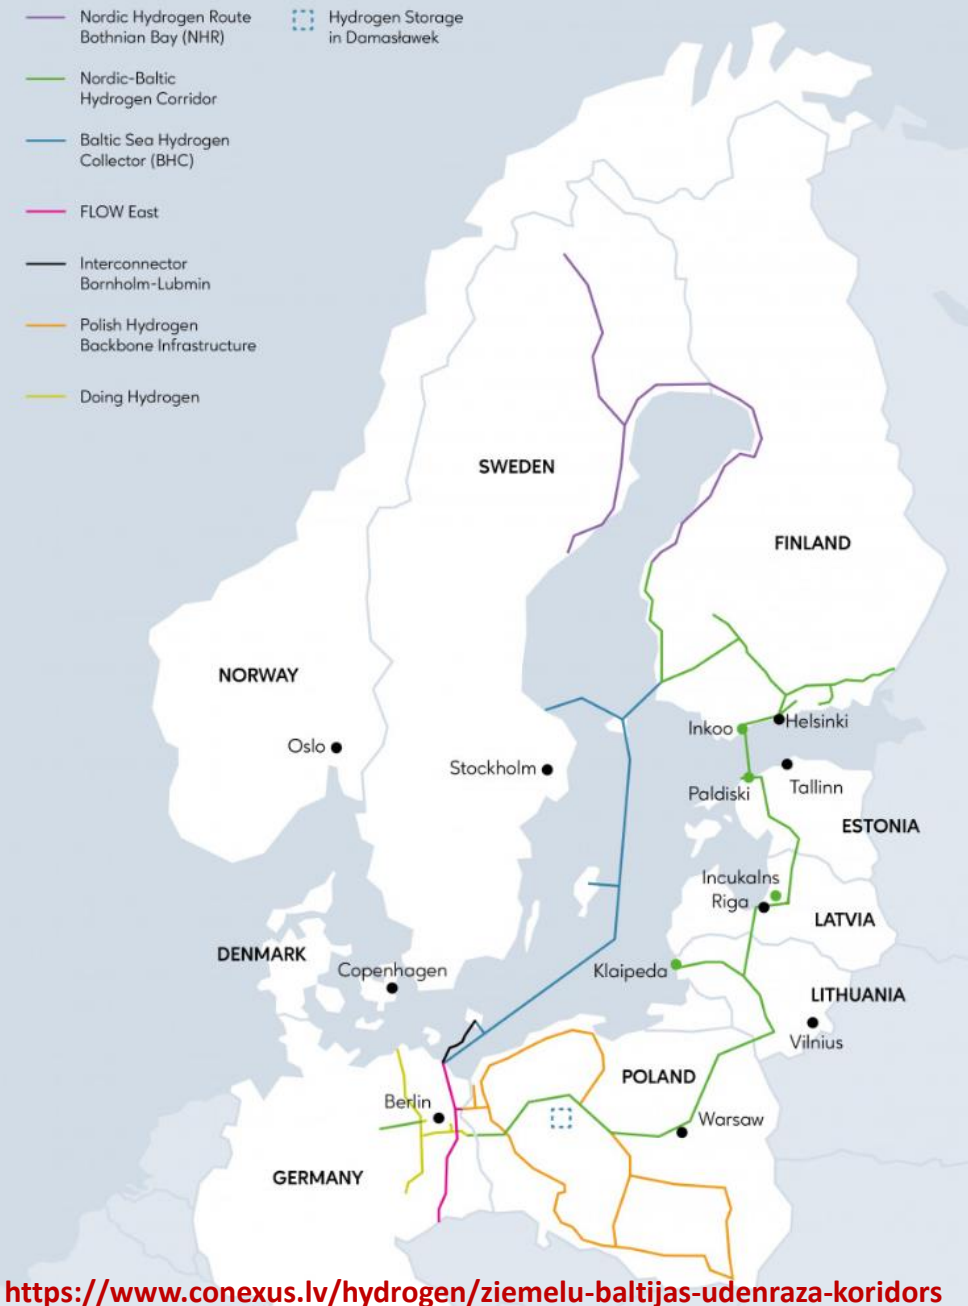 Nordic Hydrogen Route
Bothnian Bay (NHR)
Hydrogen Storage
in Damasławek
Nordic-Baltic
Hydrogen Corridor
Baltic Sea Hydrogen
Collector (BHC)
FLOW East
Interconnector
Bornholm-Lubmin
Polish Hydrogen
Backbone Infrastructure
Doing Hydrogen
SWEDEN
FINLAND
NORWAY
Oslo
Stockholm
Inkoo
Helsinki
Paldiski
Tallinn
ESTONIA
Incukalns
Riga
LATVIA
DENMARK
Copenhagen
Klaipeda
LITHUANIA
Vilnius
POLAND
Berlin
Warsaw
GERMANY
https://www.conexus.lv/hydrogen/ziemelu-baltijas-udenraza-koridors